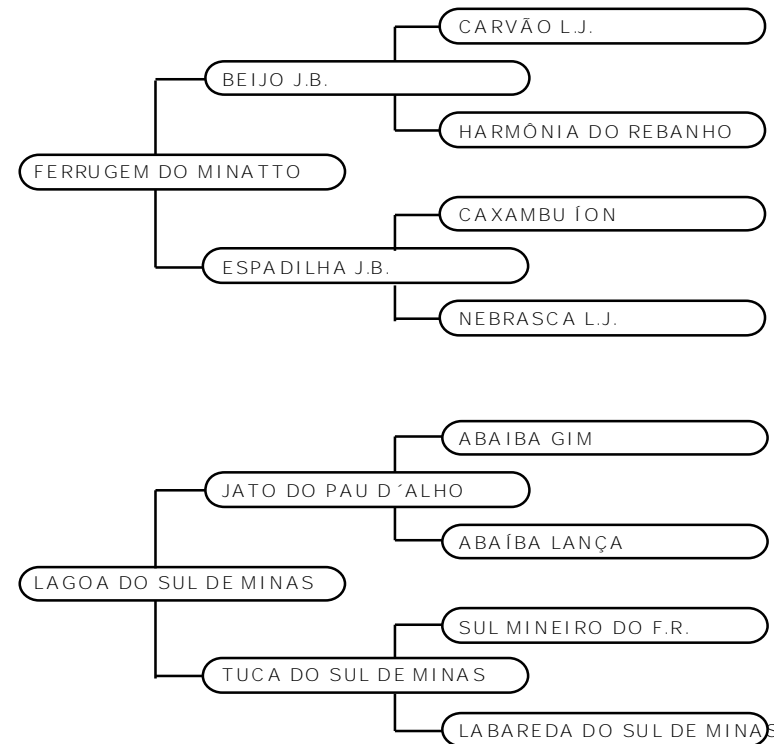 CARVÃO L.J.
BEIJO J.B.
HARMÔNIA DO REBANHO
FERRUGEM DO MINATTO
CAXAMBU ÍON
ESPADILHA J.B.
NEBRASCA L.J.
ABAIBA GIM
JATO DO PAU D´ALHO
ABAÍBA LANÇA
LAGOA DO SUL DE MINAS
SUL MINEIRO DO F.R.
TUCA DO SUL DE MINAS
LABAREDA DO SUL DE MINAS